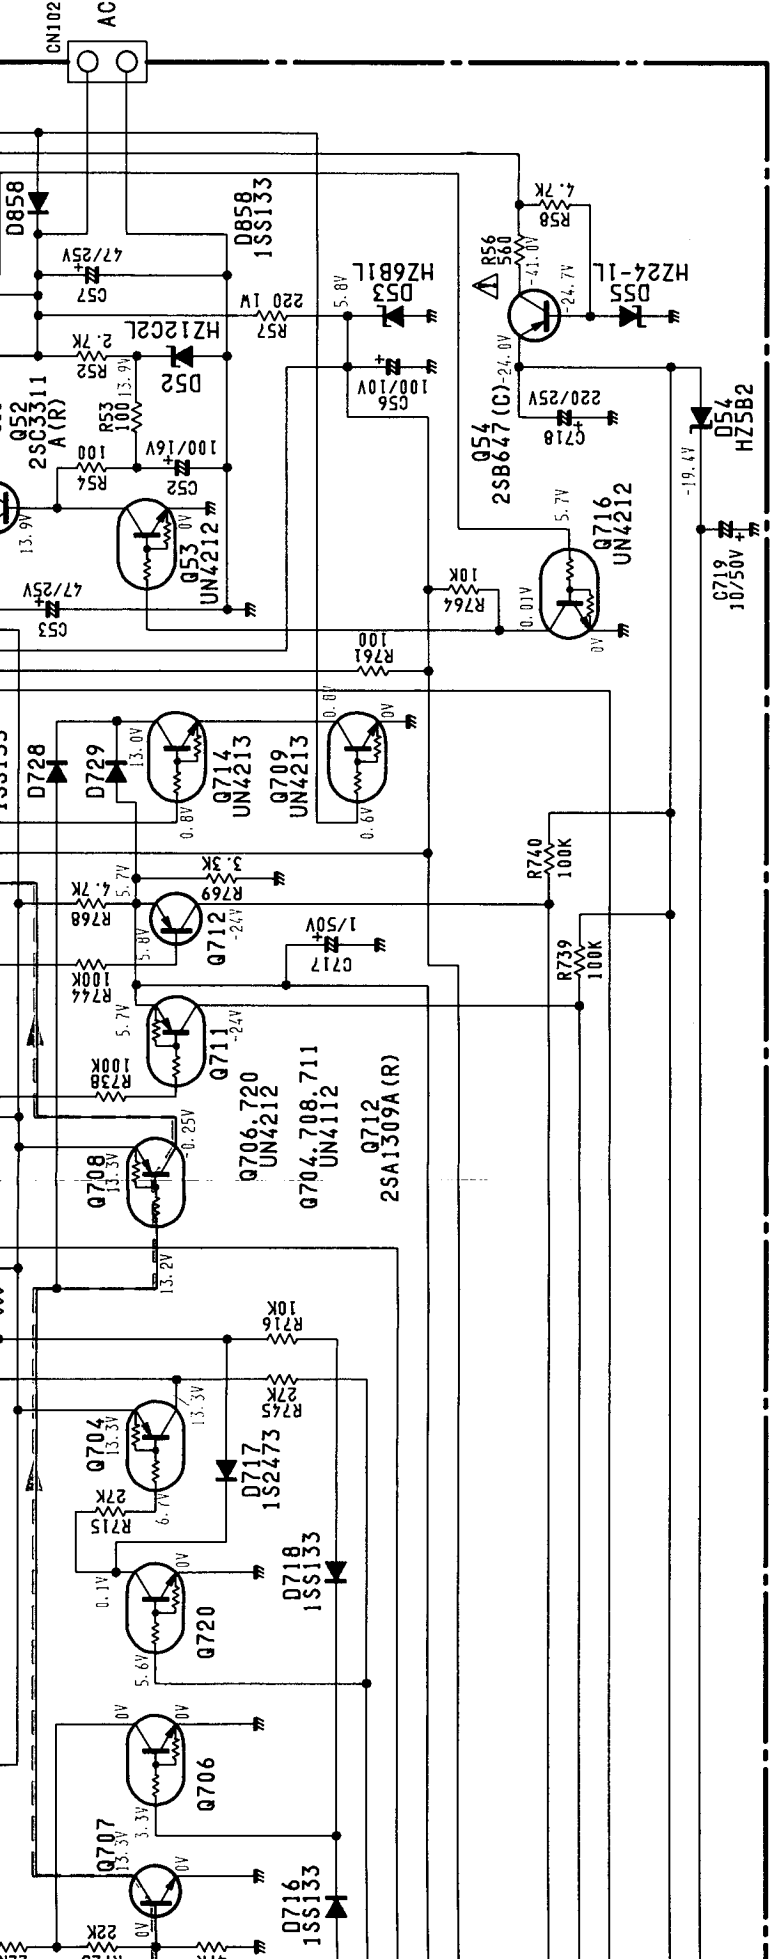 CN102
AC
D858
D858
1SS133
47/25V
C57
R58
4.7K
R56
560
-41.0V
-24.7V
HZ24-1L
D55
5.8V
HZ6B1L
D53
220 1W
R57
HZ12C2L
D52
2.7K
R52
13.9V
R53
100
Q52
2SC3311
A(R)
100
R54
100/16V
C52
100/10V
C56
-24.0V
220/25V
C718
Q54
2SB647(C)
D54
HZ5B2
-19.4V
13.9V
0V
Q53
UN4212
5.7V
Q716
UN4212
C719
10/50V
47/25V
C53
10K
R764
0.01V
0V
100
R761
0.8V
0V
1SS133
D728
D729
13.0V
Q714
UN4213
Q709
UN4213
0.8V
0.6V
R740
100K
5.7V
3.3K
R769
4.7K
R768
5.8V
Q712
-24V
1/50V
C717
R739
100K
100K
R744
5.7V
Q711
-24V
100K
R738
Q706.720
UN4212
Q704.708.711
UN4112
Q712
2SA1309A(R)
-0.25V
Q708
13.3V
13.2V
10K
R716
27K
R745
13.3V
Q704
13.3V
D717
1S2473
27K
R715
6.7V
D718
1SS133
0.1V
0V
Q720
5.6V
0V
0V
Q706
Q707
13.3V
3.3V
0V
D716
1SS133
0V
22K